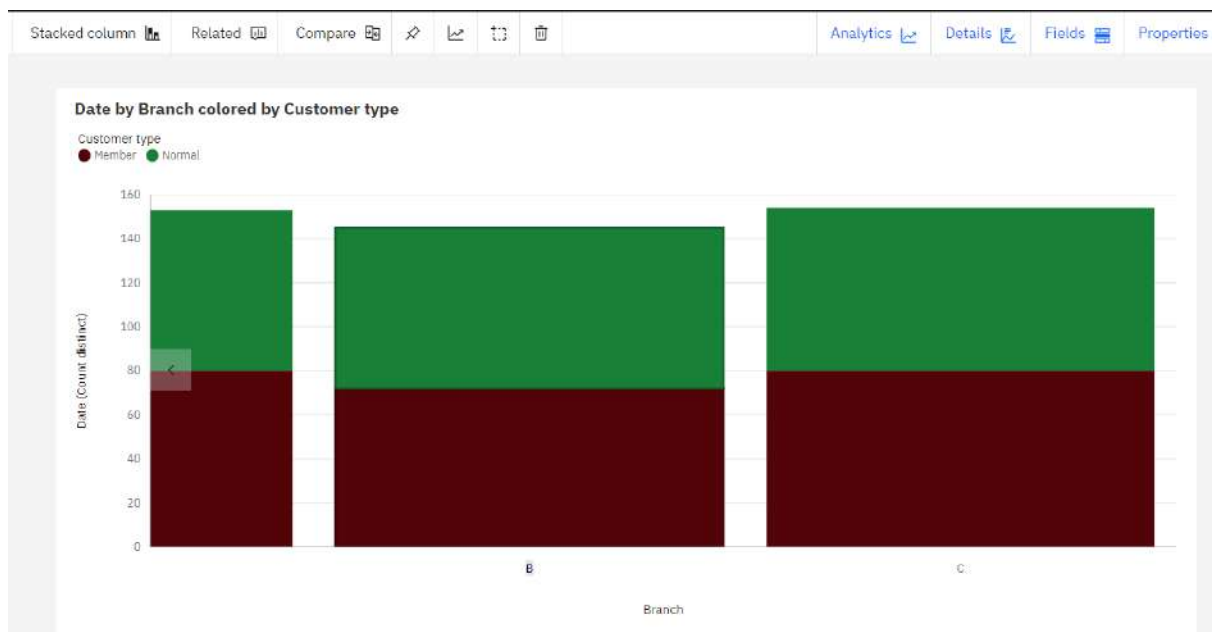 Stacked column Related Compare Analytics Details Fields Properties
Date by Branch colored by Customer type
Customer type
Member Normal
160
140
120
100
80
60
40
20
0
Date (Count distinct)
B C
Branch